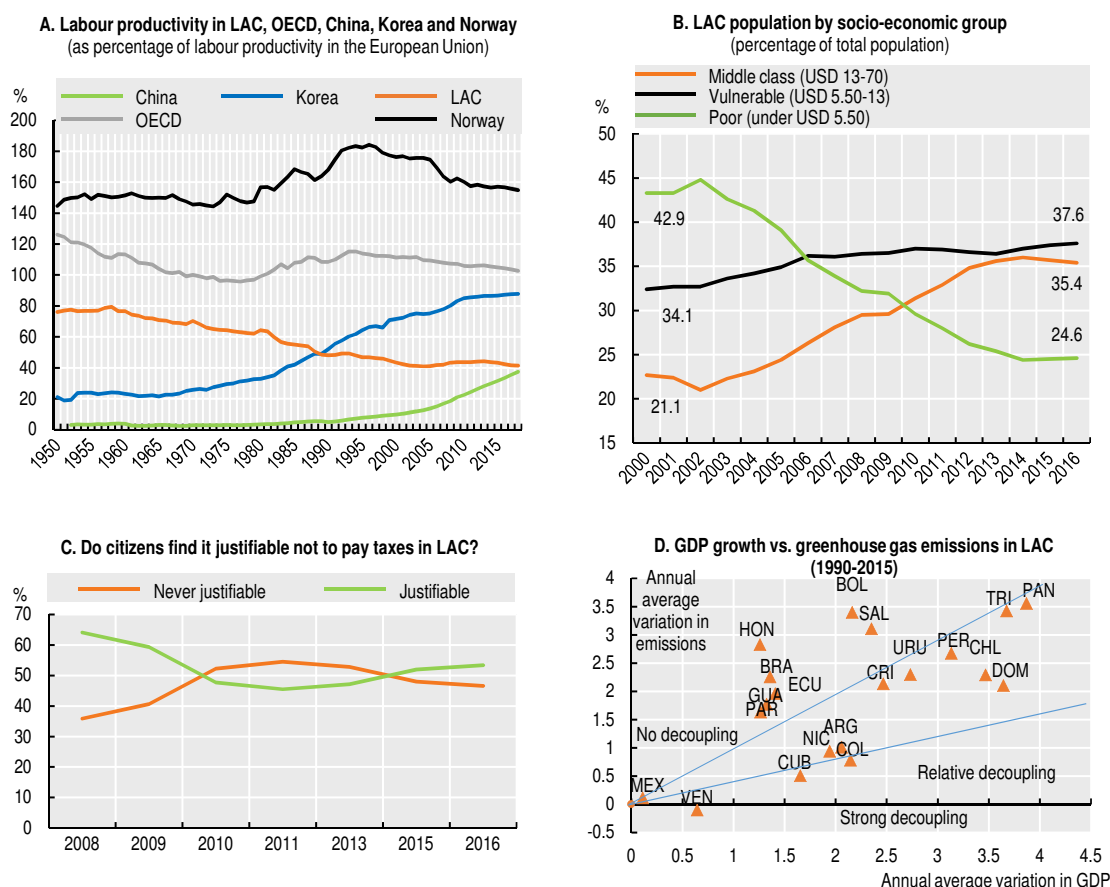 A. Labour productivity in LAC, OECD, China, Korea and Norway
(as percentage of labour productivity in the European Union)
%
China
Korea
LAC
OECD
Norway
200
180
160
140
120
100
80
60
40
20
0
1950
1955
1960
1965
1970
1975
1980
1985
1990
1995
2000
2005
2010
2015
B. LAC population by socio-economic group
(percentage of total population)
Middle class (USD 13-70)
Vulnerable (USD 5.50-13)
Poor (under USD 5.50)
%
50
45
40
35
30
25
20
15
42.9
34.1
21.1
37.6
35.4
24.6
2000
2001
2002
2003
2004
2005
2006
2007
2008
2009
2010
2011
2012
2013
2014
2015
2016
C. Do citizens find it justifiable not to pay taxes in LAC?
%
Never justifiable
Justifiable
70
60
50
40
30
20
10
0
2008
2009
2010
2011
2013
2015
2016
D. GDP growth vs. greenhouse gas emissions in LAC
(1990-2015)
Annual
average
variation in
emissions
4
3.5
3
2.5
2
1.5
1
0.5
0
-0.5
BOL
SAL
HON
TRI
PAN
URU
PER
CHL
BRA
ECU
CRI
DOM
GUA
PAR
ARG
NIC
COL
CUB
MEX
VEN
No decoupling
Relative decoupling
Strong decoupling
0
0.5
1
1.5
2
2.5
3
3.5
4
4.5
Annual average variation in GDP